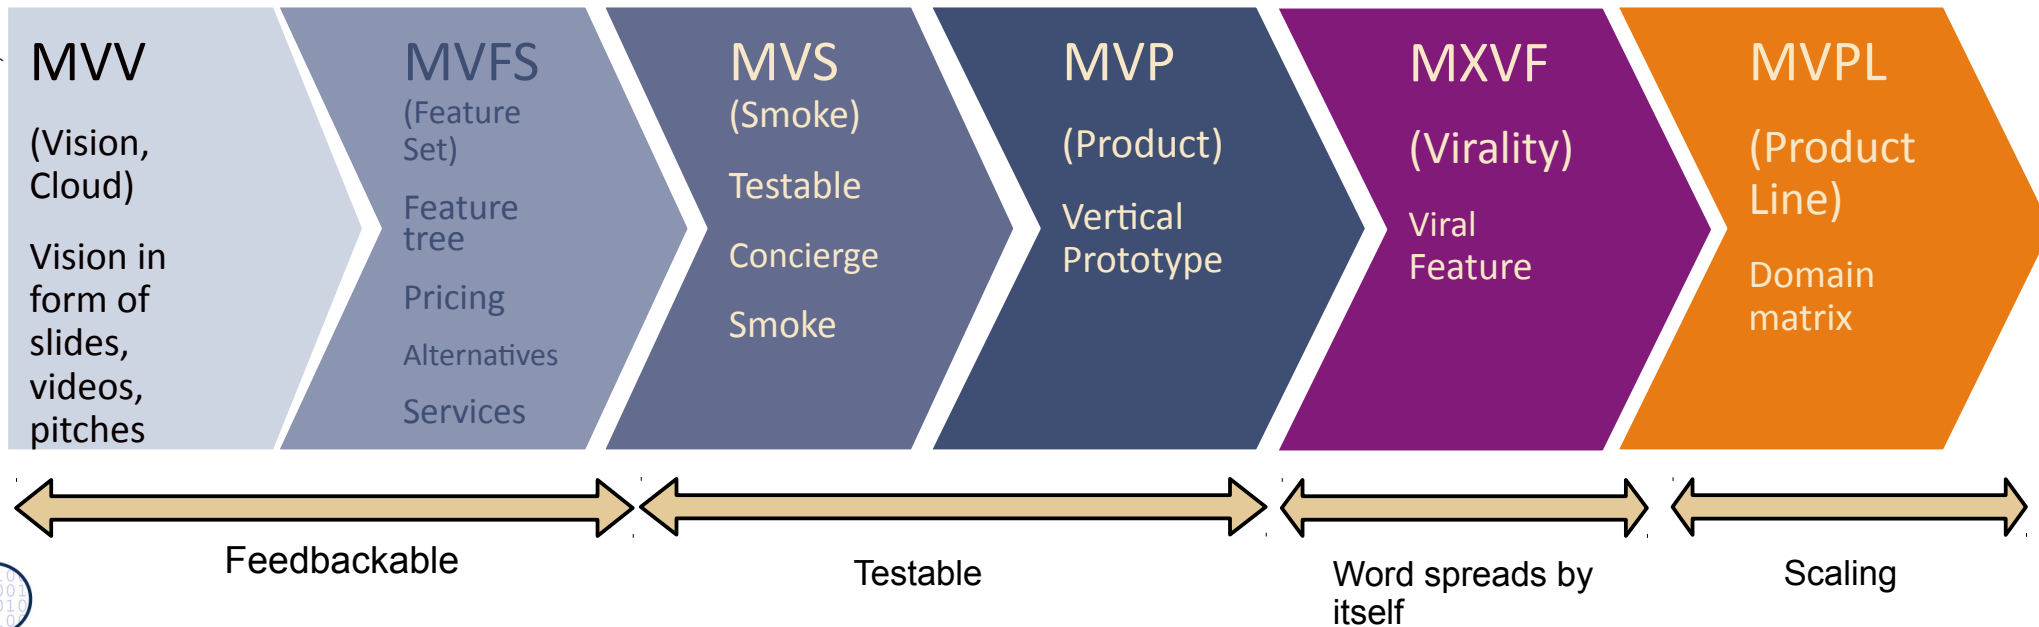 MVV
(Vision,
Cloud)
Vision in
form of
slides,
videos,
pitches
MVFS
(Feature
Set)
Feature
tree
Pricing
Alternatives
Services
MVS
(Smoke)
Testable
Concierge
Smoke
MVP
(Product)
Vertical
Prototype
MXVF
(Virality)
Viral
Feature
MVPL
(Product
Line)
Domain
matrix
Feedbackable
Testable
Word spreads by
itself
Scaling